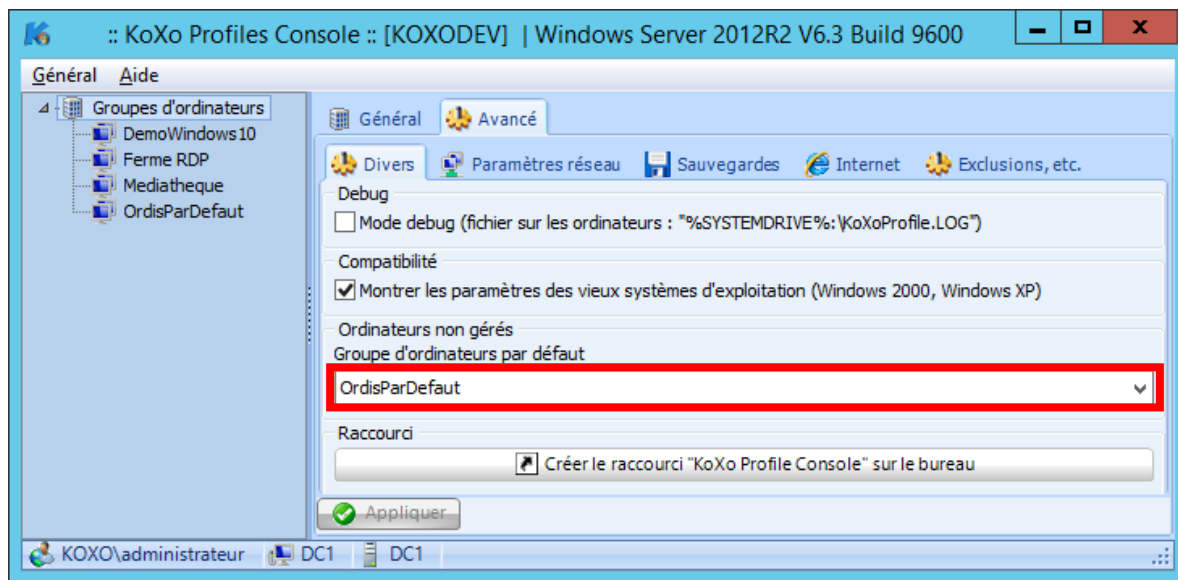 :: KoXo Profiles Console :: [KOXODEV] | Windows Server 2012R2 V6.3 Build 9600
Général Aide
Groupes d'ordinateurs
DemoWindows10
Ferme RDP
Mediatheque
OrdisParDefaut
Général Avancé
Divers Paramètres réseau Sauvegardes Internet Exclusions, etc.
Debug
Mode debug (fichier sur les ordinateurs : "%SYSTEMDRIVE%:\KoXoProfile.LOG")
Compatibilité
Montrer les paramètres des vieux systèmes d'exploitation (Windows 2000, Windows XP)
Ordinateurs non gérés
Groupe d'ordinateurs par défaut
OrdisParDefaut
Raccourci
Créer le raccourci "KoXo Profile Console" sur le bureau
Appliquer
KOXO\administrateur DC1 DC1